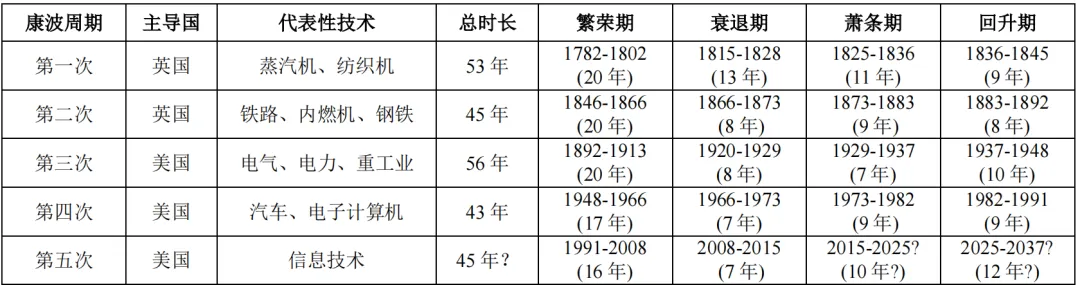 康波周期 主导国 代表性技术 总时长 繁荣期 衰退期 萧条期 回升期
第一次 英国 蒸汽机、纺织机 53 年 1782-1802 1815-1828 1825-1836 1836-1845
(20 年) (13 年) (11 年) (9 年)
第二次 英国 铁路、内燃机、钢铁 45 年 1846-1866 1866-1873 1873-1883 1883-1892
(20 年) (8 年) (9 年) (8 年)
第三次 美国 电气、电力、重工业 56 年 1892-1913 1920-1929 1929-1937 1937-1948
(20 年) (8 年) (7 年) (10 年)
第四次 美国 汽车、电子计算机 43 年 1948-1966 1966-1973 1973-1982 1982-1991
(17 年) (7 年) (9 年) (9 年)
第五次 美国 信息技术 45 年？ 1991-2008 2008-2015 2015-2025? 2025-2037?
(16 年) (7 年) (10 年?) (12 年?)